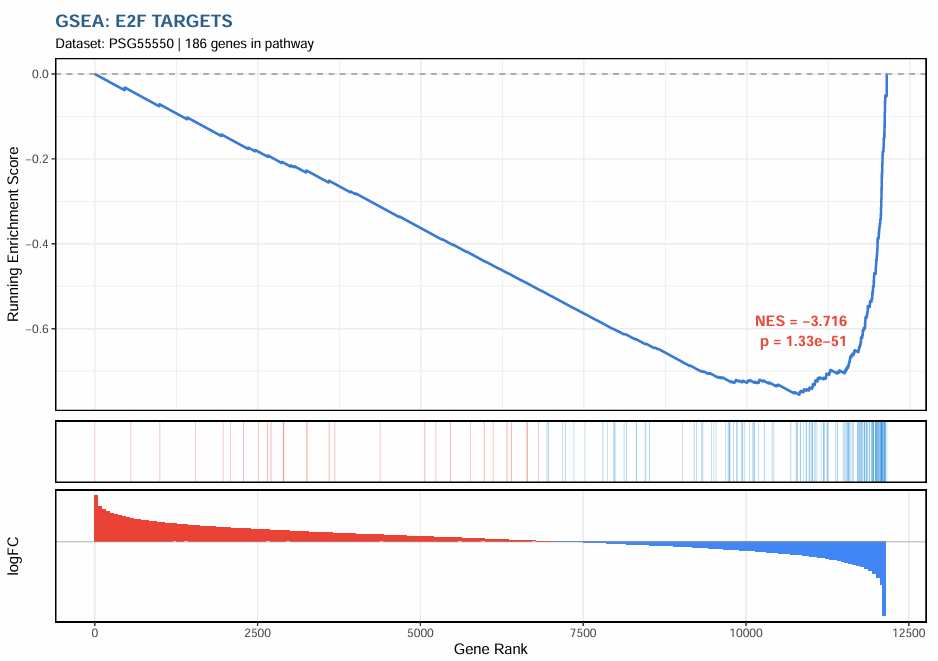 GSEA: E2F TARGETS
Dataset: PSG55550 | 186 genes in pathway
Running Enrichment Score
0.0
−0.2
−0.4
−0.6
NES = −3.716
p = 1.33e−51
logFC
0 2500 5000 7500 10000 12500
Gene Rank